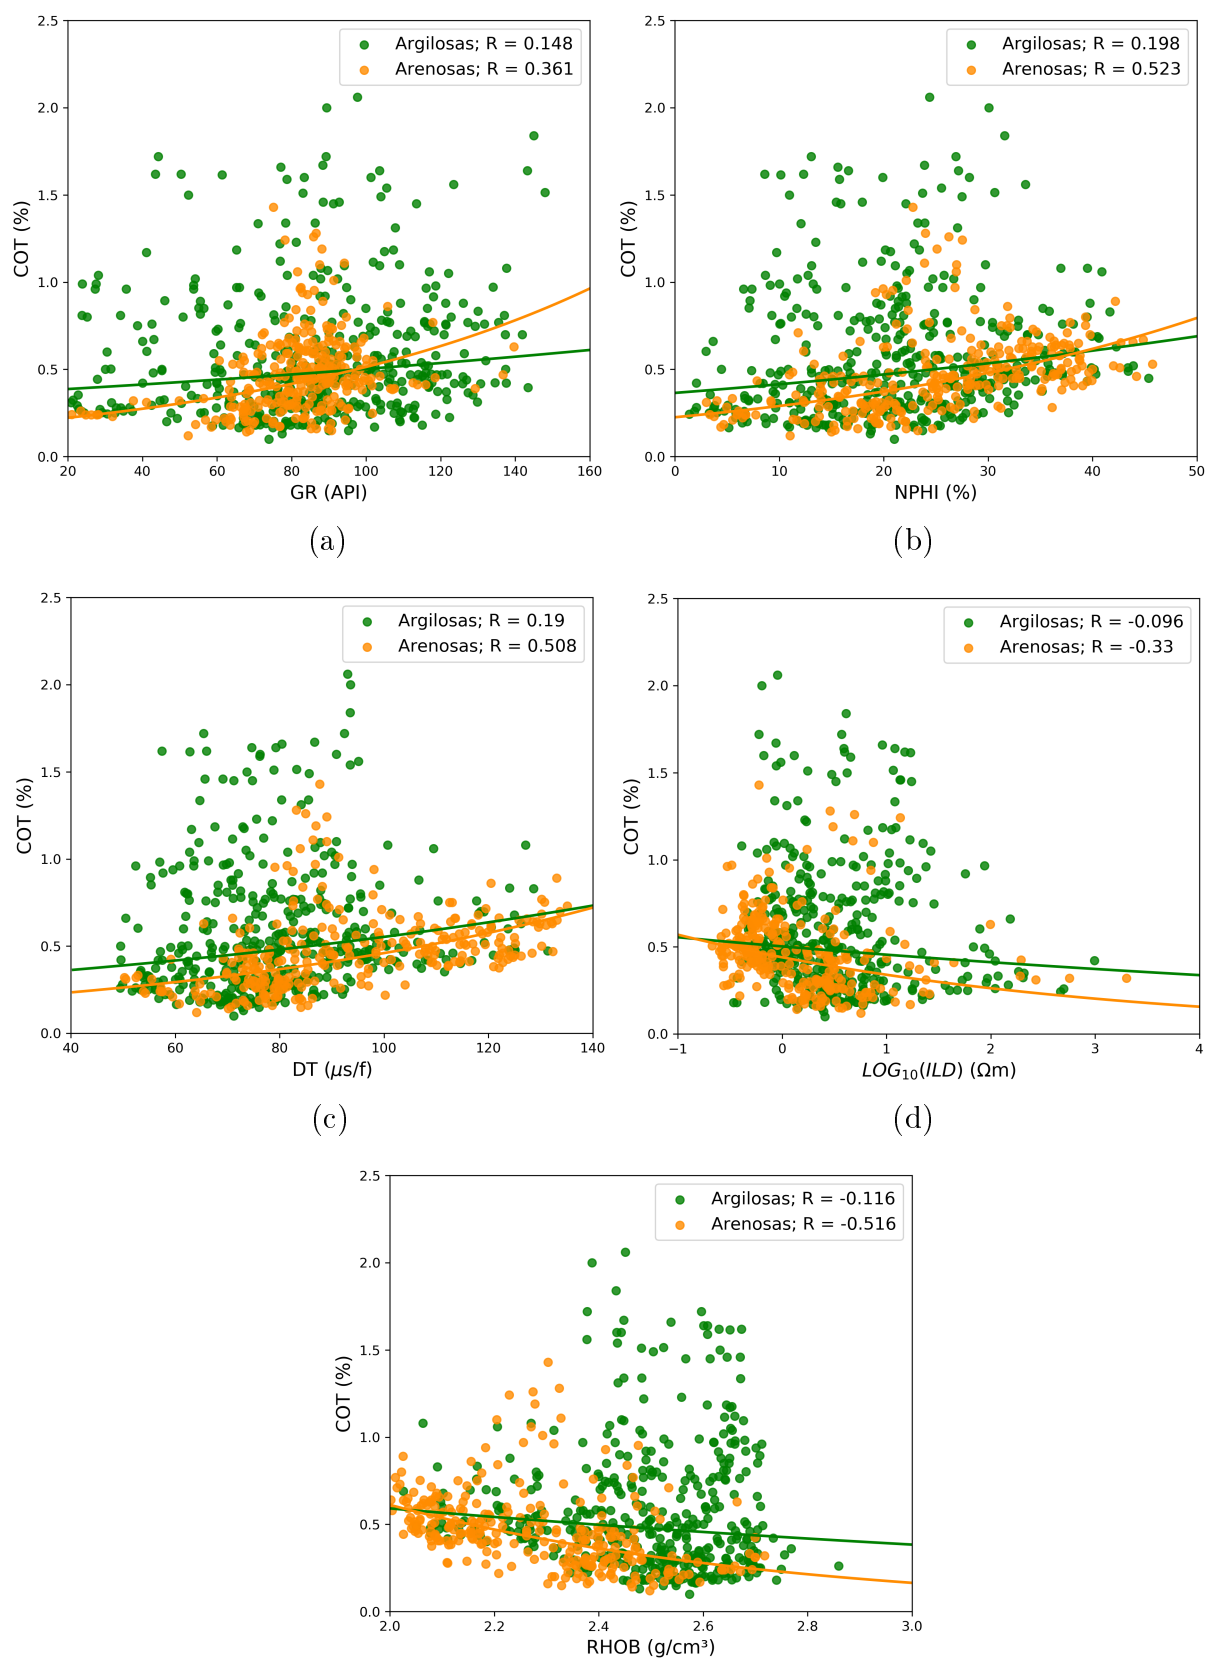 2.5
2.0
1.5
1.0
0.5
0.0
COT (%)
Argilosas; R = 0.148
Arenosas; R = 0.361
20 40 60 80 100 120 140 160
GR (API)
(a)
2.5
2.0
1.5
1.0
0.5
0.0
COT (%)
Argilosas; R = 0.198
Arenosas; R = 0.523
0 10 20 30 40 50
NPHI (%)
(b)
2.5
2.0
1.5
1.0
0.5
0.0
COT (%)
Argilosas; R = 0.19
Arenosas; R = 0.508
40 60 80 100 120 140
DT (μs/f)
(c)
2.5
2.0
1.5
1.0
0.5
0.0
COT (%)
Argilosas; R = -0.096
Arenosas; R = -0.33
−1 0 1 2 3 4
LOG₁₀(ILD) (Ωm)
(d)
2.5
2.0
1.5
1.0
0.5
0.0
COT (%)
Argilosas; R = -0.116
Arenosas; R = -0.516
2.0 2.2 2.4 2.6 2.8 3.0
RHOB (g/cm³)